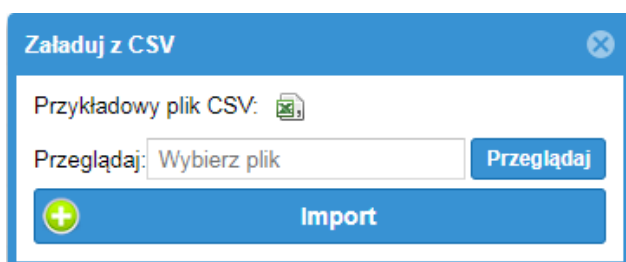 Załaduj z CSV
Przykładowy plik CSV:
Przeglądaj: Wybierz plik Przeglądaj
Import